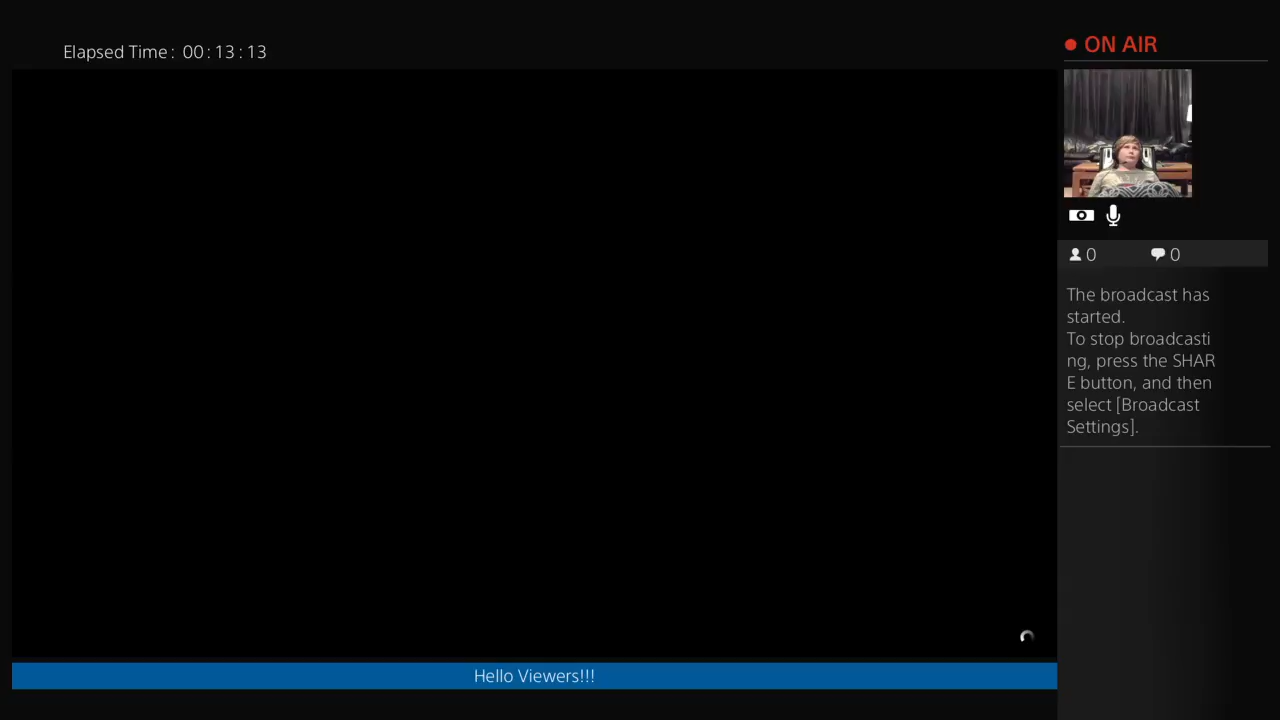 Elapsed Time: 00:13:13
ON AIR
0 0
The broadcast has
started.
To stop broadcasti
ng, press the SHAR
E button, and then
select [Broadcast
Settings].
Hello Viewers!!!